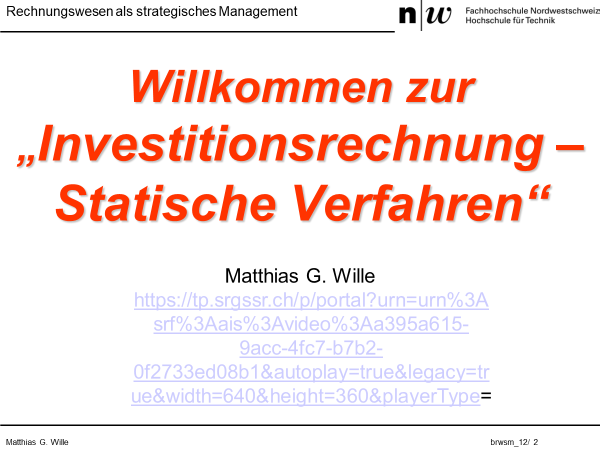 Rechnungswesen als strategisches Management
n|w
Fachhochschule Nordwestschweiz
Hochschule für Technik
Willkommen zur
„Investitionsrechnung –
Statische Verfahren“
Matthias G. Wille
https://tp.srgssr.ch/p/portal?urn=urn%3A
srf%3Aais%3Avideo%3Aa395a615-
9acc-4fc7-b7b2-
0f2733ed08b1&autoplay=true&legacy=tr
ue&width=640&height=360&playerType=
Matthias G. Wille
brwsm_12/ 2